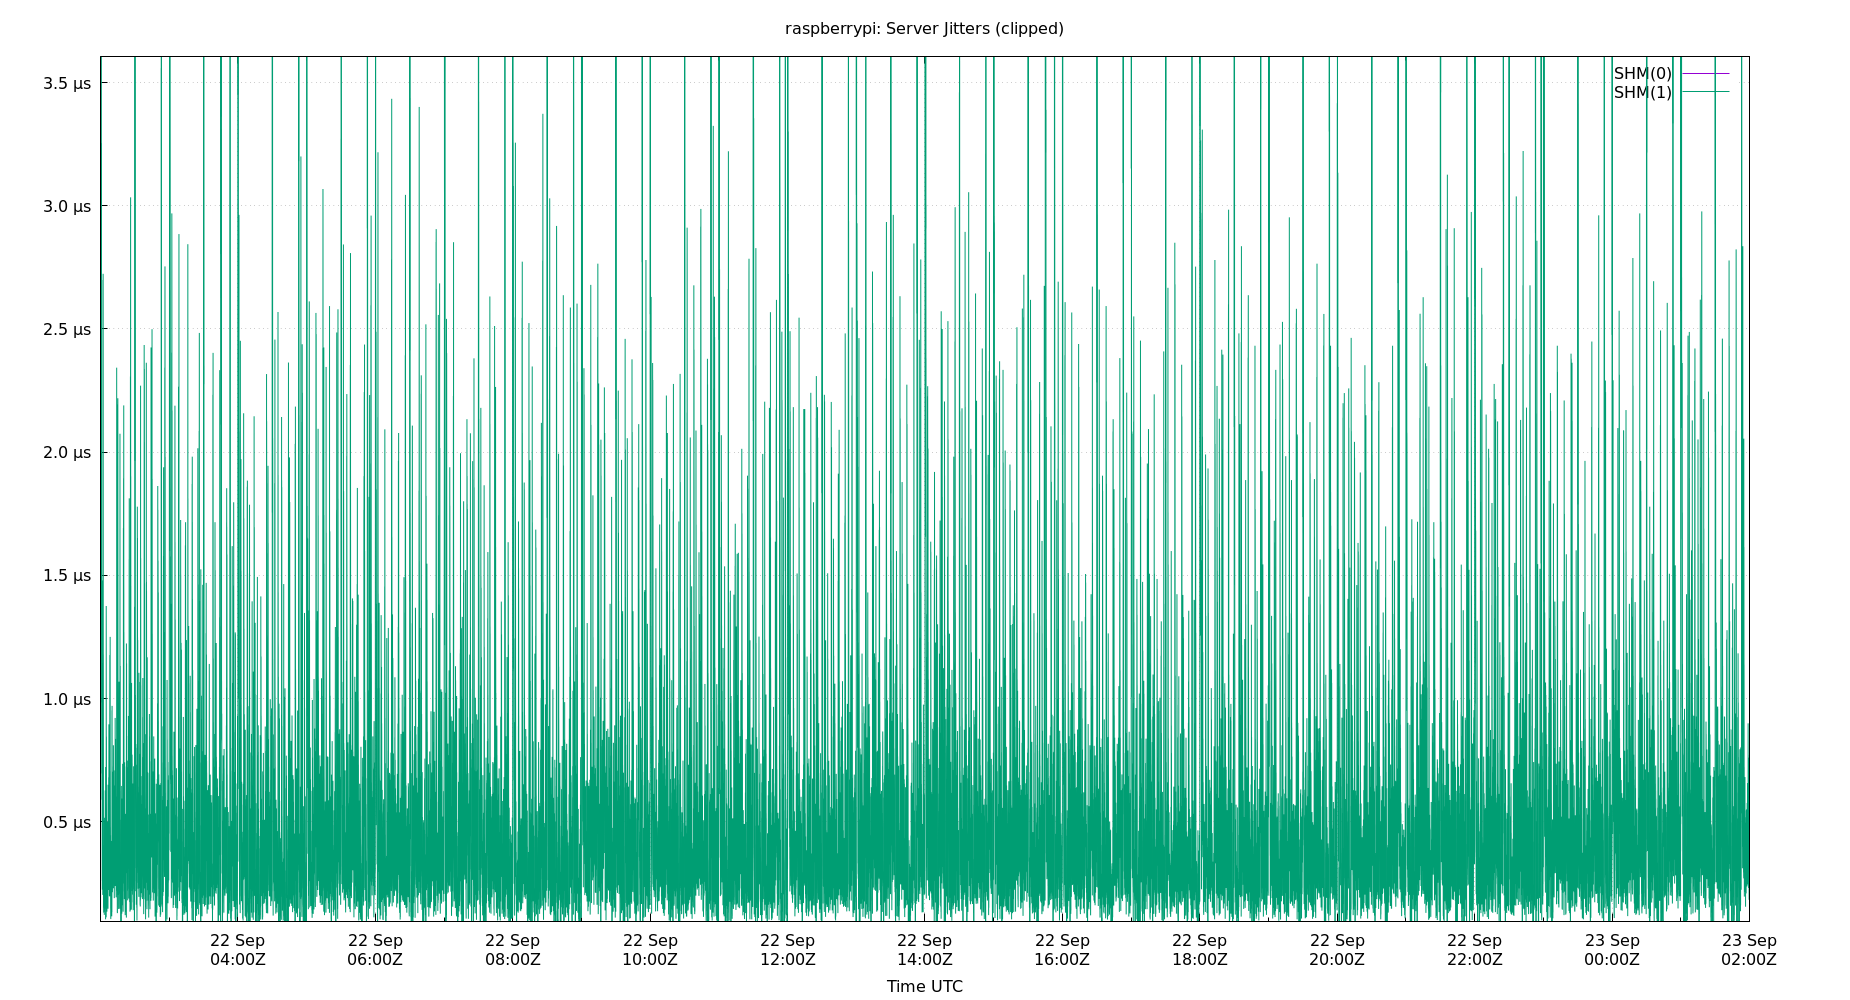 raspberrypi: Server Jitters (clipped)
SHM(0)
SHM(1)
3.5 µs
3.0 µs
2.5 µs
2.0 µs
1.5 µs
1.0 µs
0.5 µs
22 Sep 22 Sep 22 Sep 22 Sep 22 Sep 22 Sep 22 Sep 22 Sep 22 Sep 22 Sep 23 Sep 23 Sep
04:00Z 06:00Z 08:00Z 10:00Z 12:00Z 14:00Z 16:00Z 18:00Z 20:00Z 22:00Z 00:00Z 02:00Z
Time UTC